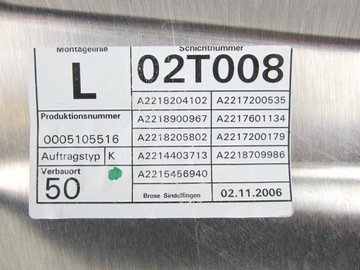 Montagelinie Schichtnummer
L 02T008
Produktionsnummer
0005105516
Auftragstyp K
Verbauort
50
A2218204102 A2217200535
A2218900967 A2217601134
A2218205802 A2217200179
A2214403713 A2218709986
A2215456940
Brose Sindelfingen 02.11.2006